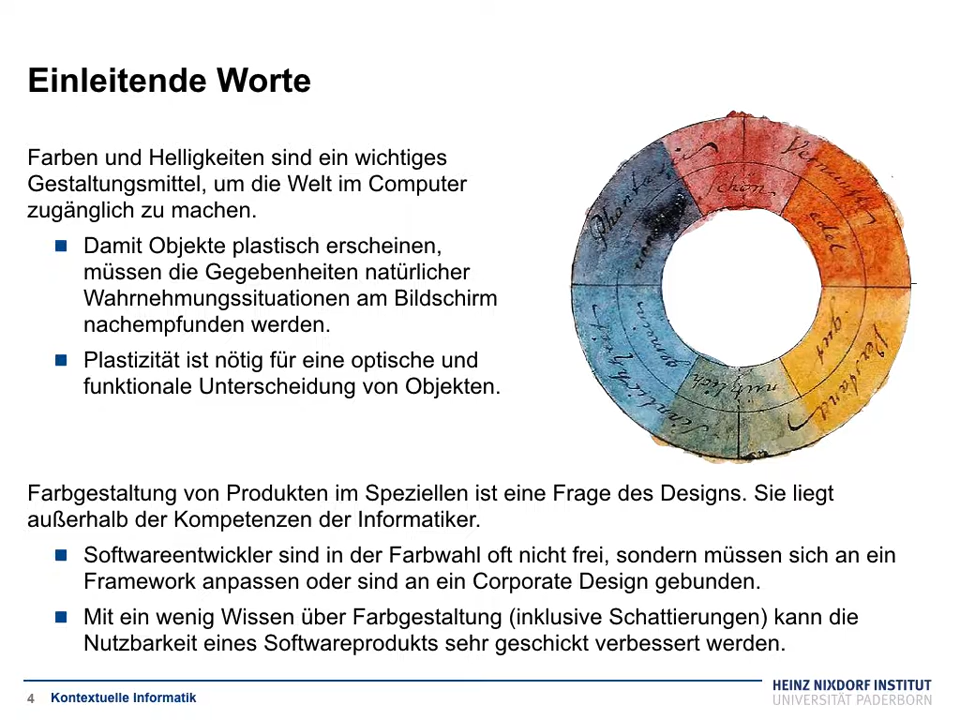 Einleitende Worte
Farben und Helligkeiten sind ein wichtiges
Gestaltungsmittel, um die Welt im Computer
zugänglich zu machen.
Damit Objekte plastisch erscheinen,
müssen die Gegebenheiten natürlicher
Wahrnehmungssituationen am Bildschirm
nachempfunden werden.
Plastizität ist nötig für eine optische und
funktionale Unterscheidung von Objekten.
Phantasie
Vernunft
schön
edel
gut
Verstand
nützlich
gemein
Sinnlichkeit
Farbgestaltung von Produkten im Speziellen ist eine Frage des Designs. Sie liegt
außerhalb der Kompetenzen der Informatiker.
Softwareentwickler sind in der Farbwahl oft nicht frei, sondern müssen sich an ein
Framework anpassen oder sind an ein Corporate Design gebunden.
Mit ein wenig Wissen über Farbgestaltung (inklusive Schattierungen) kann die
Nutzbarkeit eines Softwareprodukts sehr geschickt verbessert werden.
4 Kontextuelle Informatik
HEINZ NIXDORF INSTITUT
UNIVERSITÄT PADERBORN